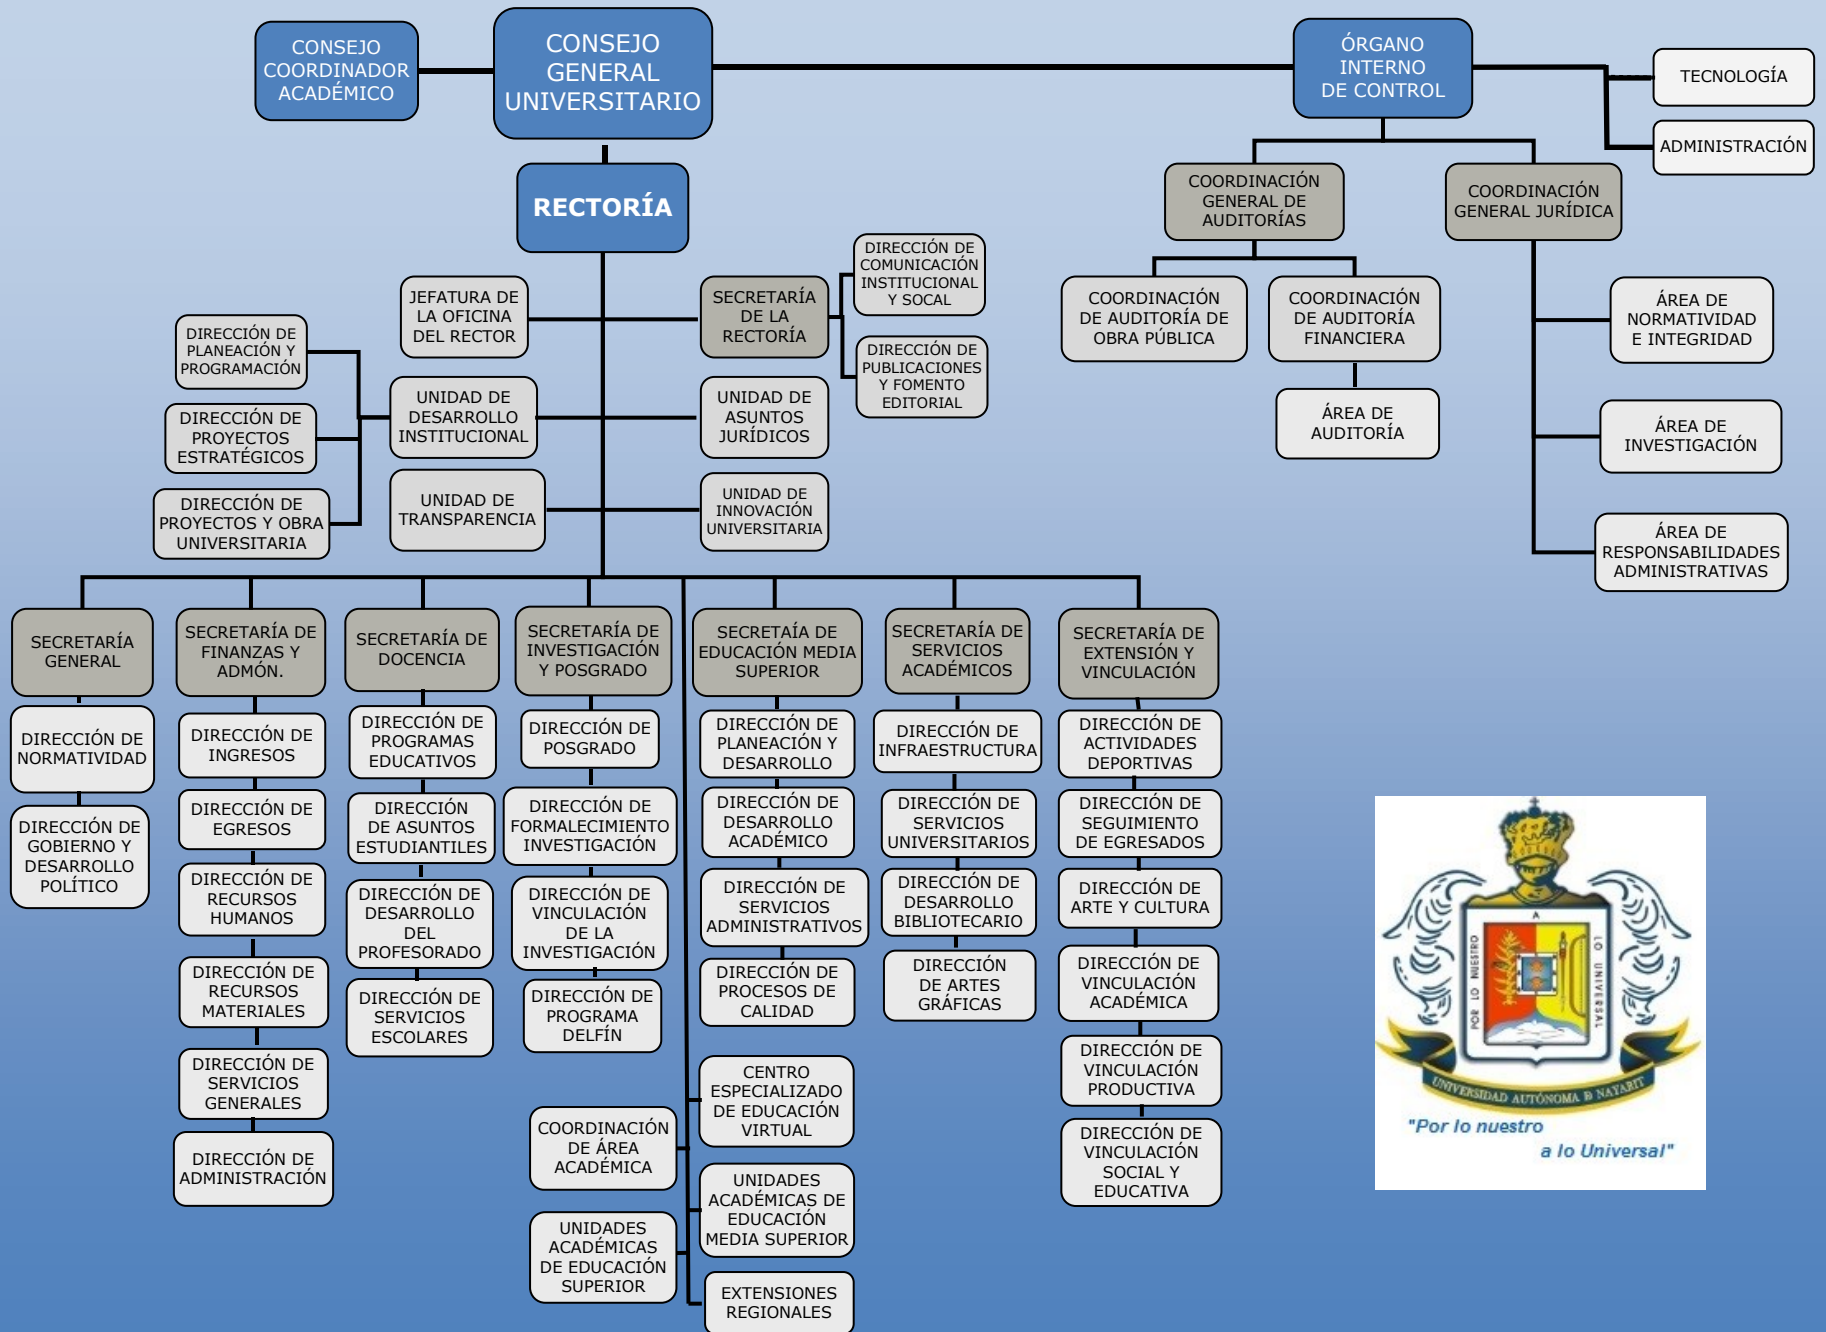 CONSEJO
COORDINADOR
ACADÉMICO
CONSEJO
GENERAL
UNIVERSITARIO
ÓRGANO
INTERNO
DE CONTROL
TECNOLOGÍA
ADMINISTRACIÓN
RECTORÍA
COORDINACIÓN
GENERAL DE
AUDITORÍAS
COORDINACIÓN
GENERAL JURÍDICA
JEFATURA DE
LA OFICINA
DEL RECTOR
SECRETARÍA
DE LA
RECTORÍA
DIRECCIÓN DE
COMUNICACIÓN
INSTITUCIONAL
Y SOCAL
DIRECCIÓN DE
PUBLICACIONES
Y FOMENTO
EDITORIAL
COORDINACIÓN
DE AUDITORÍA DE
OBRA PÚBLICA
COORDINACIÓN
DE AUDITORÍA
FINANCIERA
ÁREA DE
AUDITORÍA
ÁREA DE
NORMATIVIDAD
E INTEGRIDAD
ÁREA DE
INVESTIGACIÓN
ÁREA DE
RESPONSABILIDADES
ADMINISTRATIVAS
DIRECCIÓN DE
PLANEACIÓN Y
PROGRAMACIÓN
DIRECCIÓN DE
PROYECTOS
ESTRATÉGICOS
DIRECCIÓN DE
PROYECTOS Y OBRA
UNIVERSITARIA
UNIDAD DE
DESARROLLO
INSTITUCIONAL
UNIDAD DE
ASUNTOS
JURÍDICOS
UNIDAD DE
TRANSPARENCIA
UNIDAD DE
INNOVACIÓN
UNIVERSITARIA
SECRETARÍA
GENERAL
DIRECCIÓN DE
NORMATIVIDAD
DIRECCIÓN DE
GOBIERNO Y
DESARROLLO
POLÍTICO
SECRETARÍA DE
FINANZAS Y
ADMÓN.
DIRECCIÓN DE
INGRESOS
DIRECCIÓN DE
EGRESOS
DIRECCIÓN DE
RECURSOS
HUMANOS
DIRECCIÓN DE
RECURSOS
MATERIALES
DIRECCIÓN DE
SERVICIOS
GENERALES
DIRECCIÓN DE
ADMINISTRACIÓN
SECRETARÍA DE
DOCENCIA
DIRECCIÓN DE
PROGRAMAS
EDUCATIVOS
DIRECCIÓN
DE ASUNTOS
ESTUDIANTILES
DIRECCIÓN DE
DESARROLLO
DEL
PROFESORADO
DIRECCIÓN DE
SERVICIOS
ESCOLARES
SECRETARÍA DE
INVESTIGACIÓN
Y POSGRADO
DIRECCIÓN DE
POSGRADO
DIRECCIÓN DE
FORMALECIMIENTO
INVESTIGACIÓN
DIRECCIÓN DE
VINCULACIÓN
DE LA
INVESTIGACIÓN
DIRECCIÓN DE
PROGRAMA
DELFÍN
COORDINACIÓN
DE ÁREA
ACADÉMICA
UNIDADES
ACADÉMICAS
DE EDUCACIÓN
SUPERIOR
SECRETAÍA DE
EDUCACIÓN MEDIA
SUPERIOR
DIRECCIÓN DE
PLANEACIÓN Y
DESARROLLO
DIRECCIÓN DE
DESARROLLO
ACADÉMICO
DIRECCIÓN DE
SERVICIOS
ADMINISTRATIVOS
DIRECCIÓN DE
PROCESOS DE
CALIDAD
CENTRO
ESPECIALIZADO
DE EDUCACIÓN
VIRTUAL
UNIDADES
ACADÉMICAS DE
EDUCACIÓN
MEDIA SUPERIOR
EXTENSIONES
REGIONALES
SECRETARÍA DE
SERVICIOS
ACADÉMICOS
DIRECCIÓN DE
INFRAESTRUCTURA
DIRECCIÓN DE
SERVICIOS
UNIVERSITARIOS
DIRECCIÓN DE
DESARROLLO
BIBLIOTECARIO
DIRECCIÓN
DE ARTES
GRÁFICAS
SECRETARÍA DE
EXTENSIÓN Y
VINCULACIÓN
DIRECCIÓN DE
ACTIVIDADES
DEPORTIVAS
DIRECCIÓN DE
SEGUIMIENTO
DE EGRESADOS
DIRECCIÓN DE
ARTE Y CULTURA
DIRECCIÓN DE
VINCULACIÓN
ACADÉMICA
DIRECCIÓN DE
VINCULACIÓN
PRODUCTIVA
DIRECCIÓN DE
VINCULACIÓN
SOCIAL Y
EDUCATIVA
POR LO NUESTRO
A
LO UNIVERSAL
UNIVERSIDAD AUTÓNOMA DE NAYARIT
"Por lo nuestro
a lo Universal"